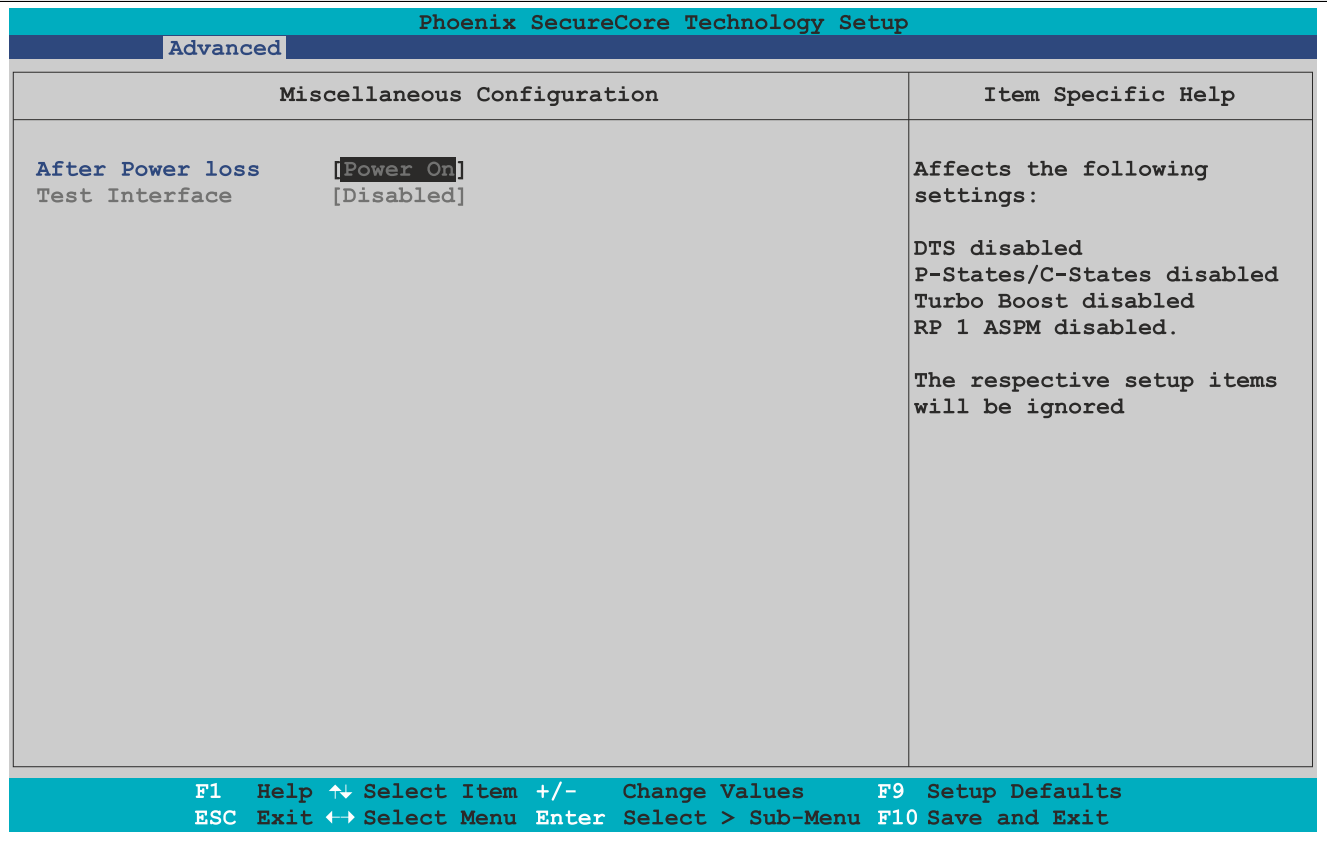 Phoenix SecureCore Technology Setup
Advanced
Miscellaneous Configuration
Item Specific Help
After Power loss [Power On]
Test Interface [Disabled]
Affects the following
settings:
DTS disabled
P-States/C-States disabled
Turbo Boost disabled
RP 1 ASPM disabled.
The respective setup items
will be ignored
F1 Help ↑↓ Select Item +/- Change Values F9 Setup Defaults
ESC Exit ←→ Select Menu Enter Select > Sub-Menu F10 Save and Exit